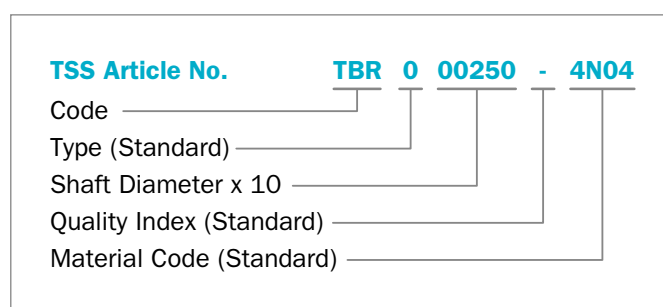 TSS Article No. TBR 0 00250 - 4N04
Code
Type (Standard)
Shaft Diameter x 10
Quality Index (Standard)
Material Code (Standard)